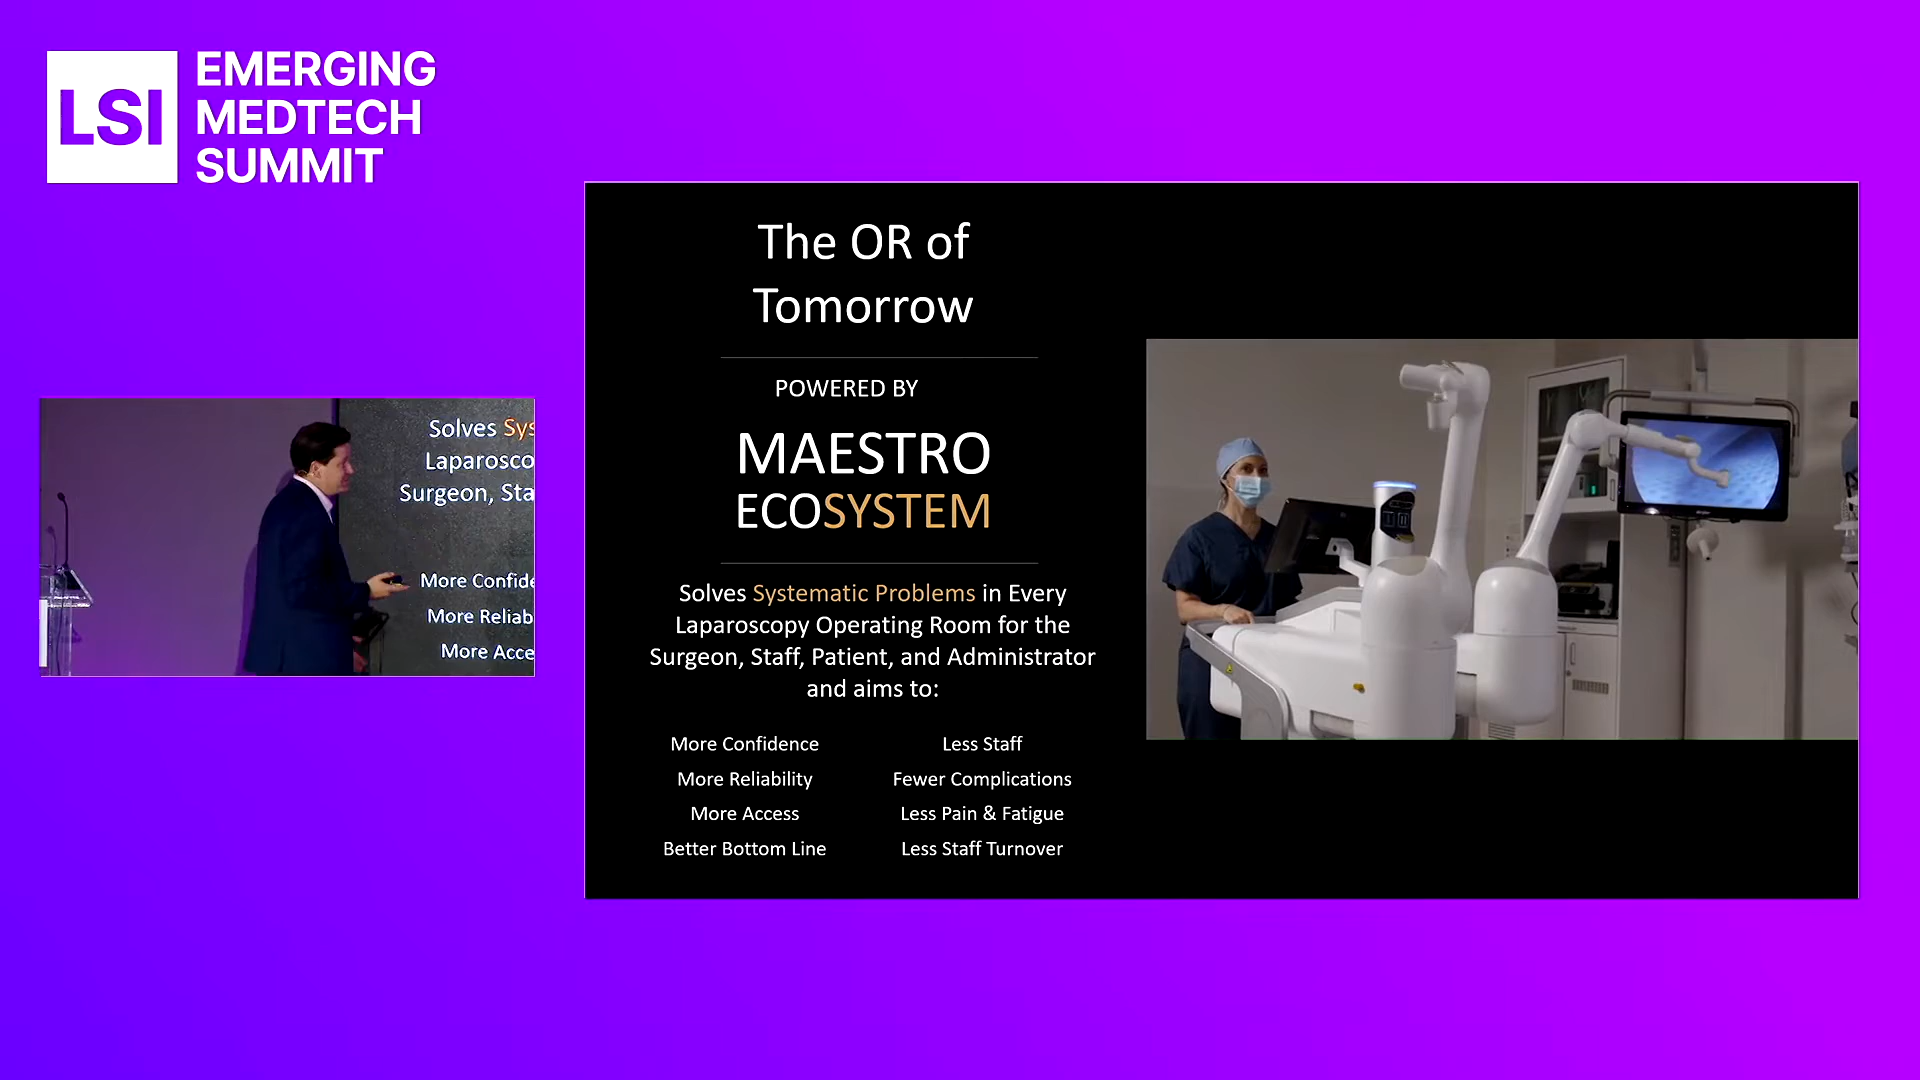 LSI
EMERGING
MEDTECH
SUMMIT
The OR of
Tomorrow
POWERED BY
MAESTRO
ECOSYSTEM
Solves Systematic Problems in Every
Laparoscopy Operating Room for the
Surgeon, Staff, Patient, and Administrator
and aims to:
More Confidence
Less Staff
More Reliability
Fewer Complications
More Access
Less Pain & Fatigue
Better Bottom Line
Less Staff Turnover
Solves Sys
Laparosco
Surgeon, Sta
More Confide
More Reliab
More Acce